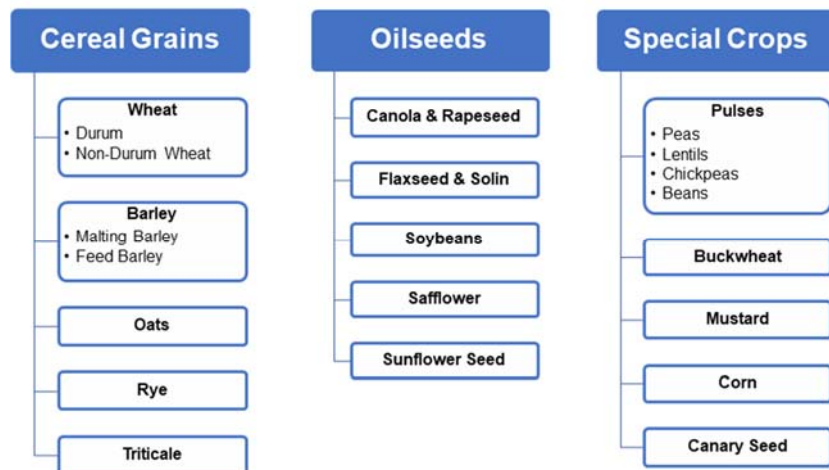 Cereal Grains
Wheat
• Durum
• Non-Durum Wheat
Barley
• Malting Barley
• Feed Barley
Oats
Rye
Triticale
Oilseeds
Canola & Rapeseed
Flaxseed & Solin
Soybeans
Safflower
Sunflower Seed
Special Crops
Pulses
• Peas
• Lentils
• Chickpeas
• Beans
Buckwheat
Mustard
Corn
Canary Seed